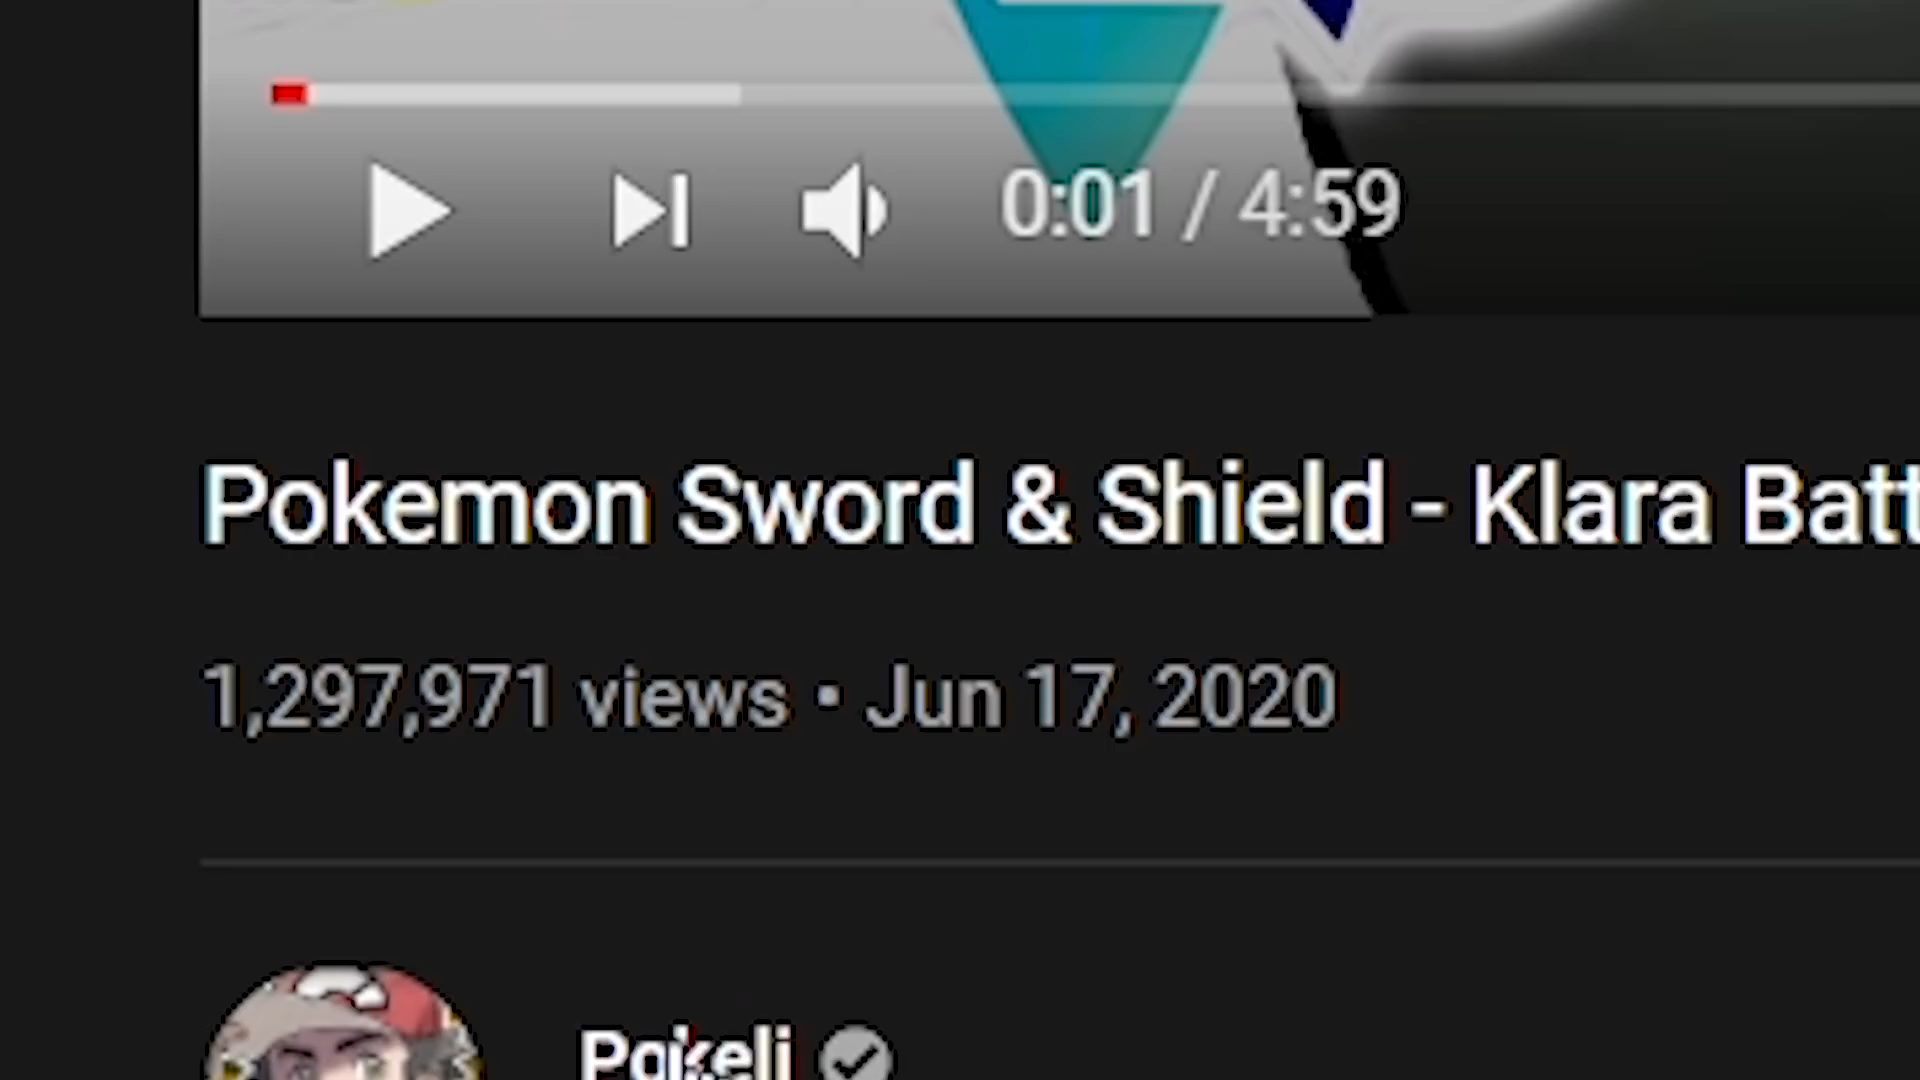 0:01 / 4:59
Pokemon Sword & Shield - Klara Batt
1,297,971 views • Jun 17, 2020
Pokeli